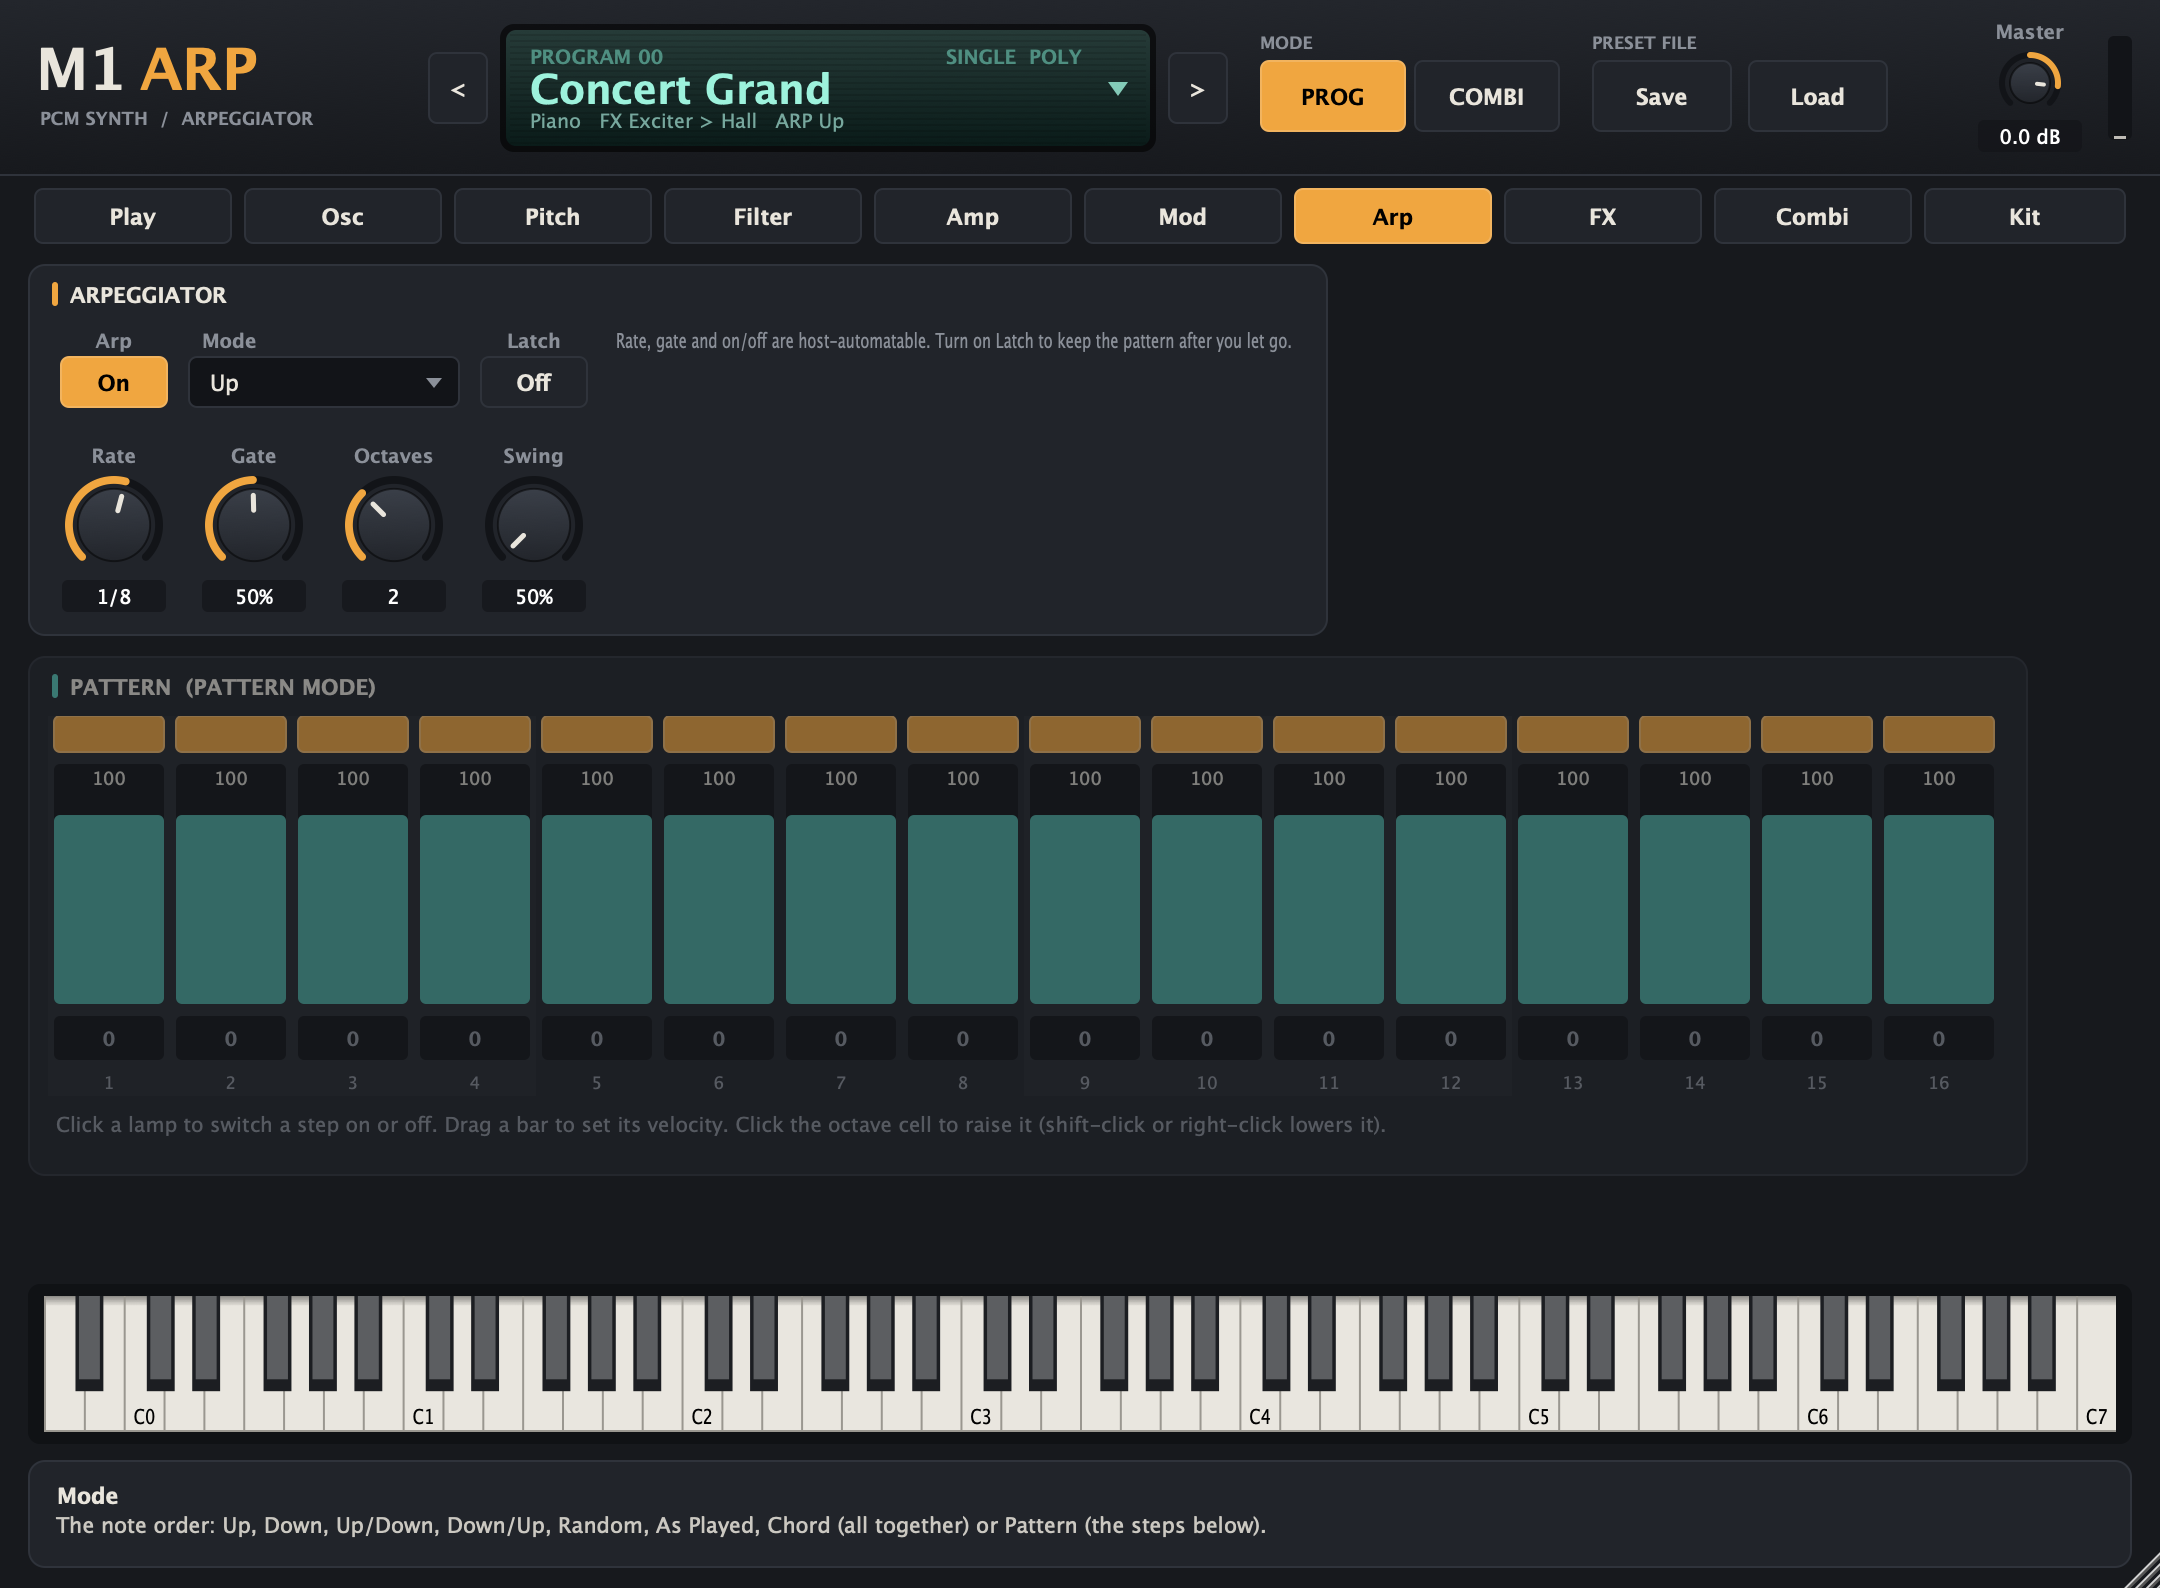 M1 ARP
PCM SYNTH / ARPEGGIATOR
<
PROGRAM 00 SINGLE POLY
Concert Grand
Piano FX Exciter > Hall ARP Up
>
MODE
PROG COMBI
PRESET FILE
Save Load
Master
0.0 dB
Play Osc Pitch Filter Amp Mod Arp FX Combi Kit
ARPEGGIATOR
Arp Mode Latch
On Up Off
Rate, gate and on/off are host-automatable. Turn on Latch to keep the pattern after you let go.
Rate Gate Octaves Swing
1/8 50% 2 50%
PATTERN (PATTERN MODE)
100 100 100 100 100 100 100 100 100 100 100 100 100 100 100 100
0 0 0 0 0 0 0 0 0 0 0 0 0 0 0 0
1 2 3 4 5 6 7 8 9 10 11 12 13 14 15 16
Click a lamp to switch a step on or off. Drag a bar to set its velocity. Click the octave cell to raise it (shift-click or right-click lowers it).
C0 C1 C2 C3 C4 C5 C6 C7
Mode
The note order: Up, Down, Up/Down, Down/Up, Random, As Played, Chord (all together) or Pattern (the steps below).